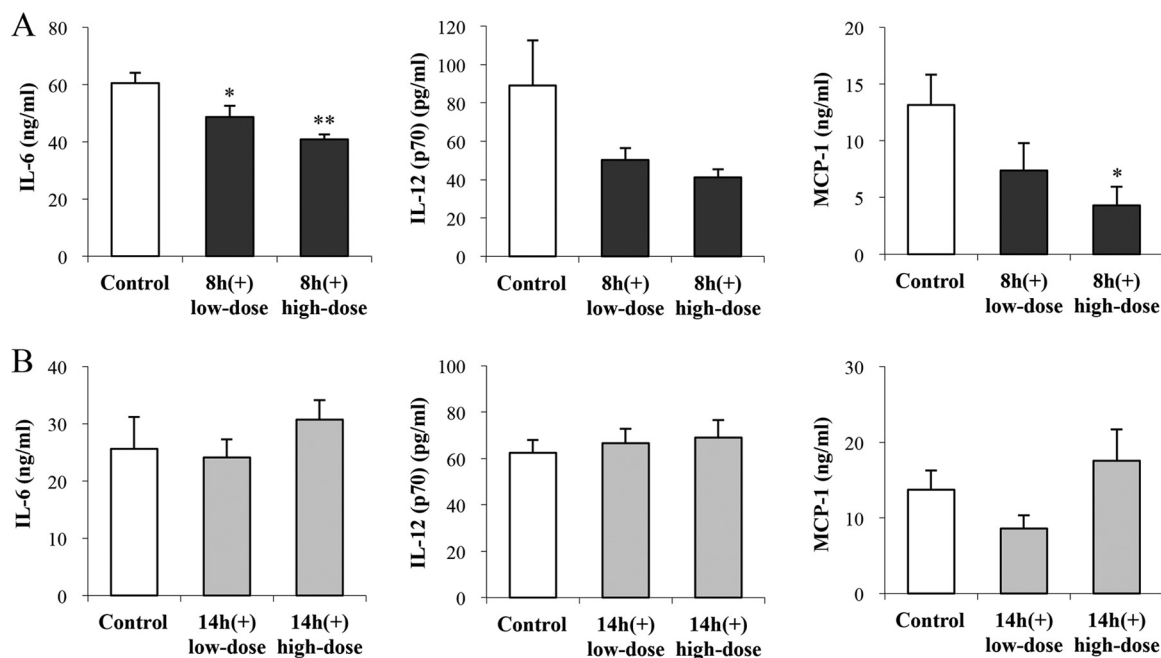 A
IL-6 (ng/ml)
80
60
40
20
0
*
**
Control
8h(+)
low-dose
8h(+)
high-dose
IL-12 (p70) (pg/ml)
120
100
80
60
40
20
0
Control
8h(+)
low-dose
8h(+)
high-dose
MCP-1 (ng/ml)
20
15
10
5
0
*
Control
8h(+)
low-dose
8h(+)
high-dose
B
IL-6 (ng/ml)
40
30
20
10
0
Control
14h(+)
low-dose
14h(+)
high-dose
IL-12 (p70) (pg/ml)
100
80
60
40
20
0
Control
14h(+)
low-dose
14h(+)
high-dose
MCP-1 (ng/ml)
30
20
10
0
Control
14h(+)
low-dose
14h(+)
high-dose